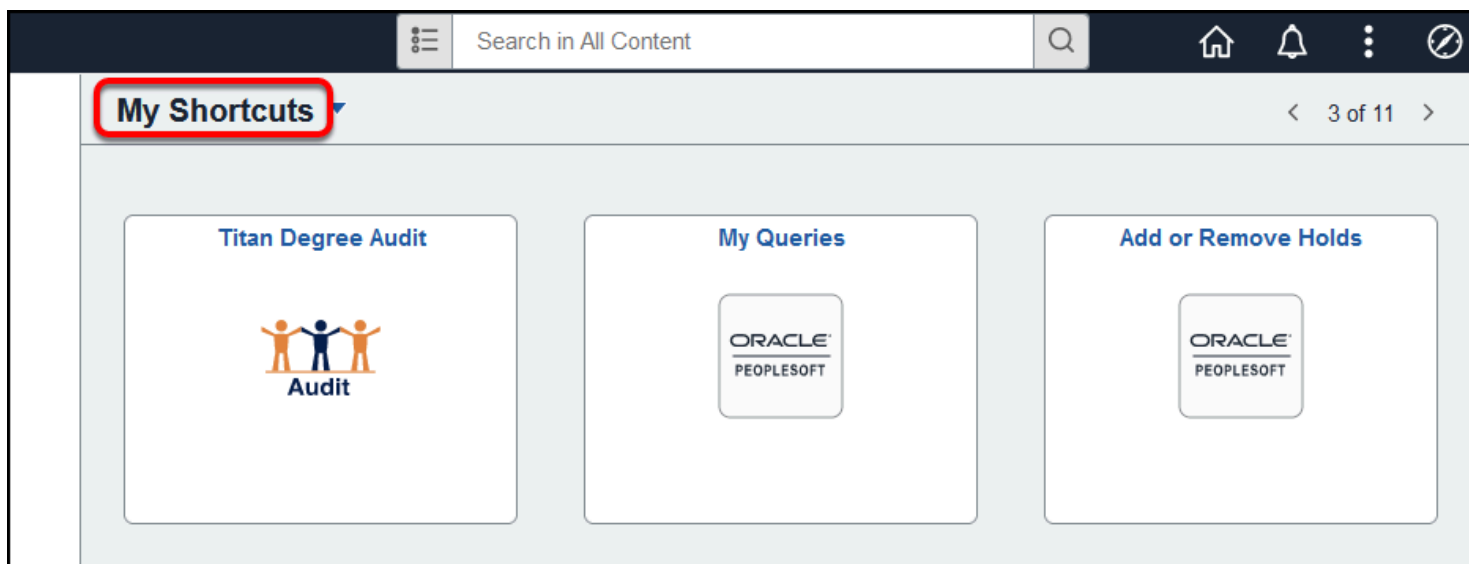 Search in All Content
My Shortcuts
3 of 11
Titan Degree Audit
My Queries
Add or Remove Holds
Audit
ORACLE
PEOPLESOFT
ORACLE
PEOPLESOFT